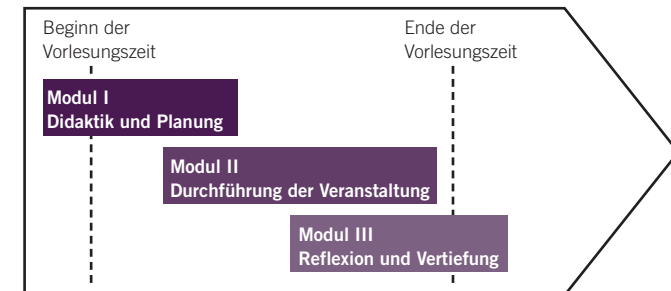 Beginn der
Vorlesungszeit
Ende der
Vorlesungszeit
Modul I
Didaktik und Planung
Modul II
Durchführung der Veranstaltung
Modul III
Reflexion und Vertiefung